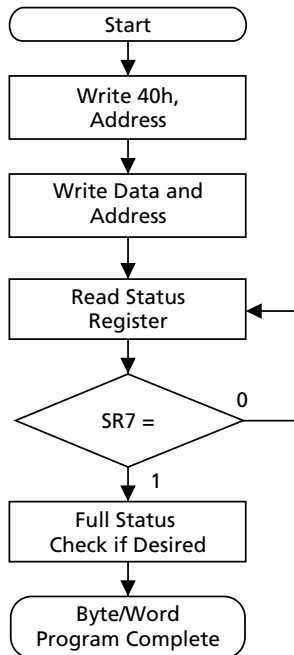 Start
Write 40h,
Address
Write Data and
Address
Read Status
Register
SR7 =
0
1
Full Status
Check if Desired
Byte/Word
Program Complete